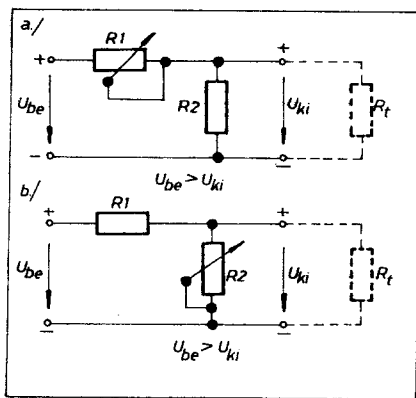 a./
R1
+ +
U_be R2 U_ki R_t
- –
U_be > U_ki
b./
+ R1 +
U_be R2 U_ki R_t
– –
U_be > U_ki